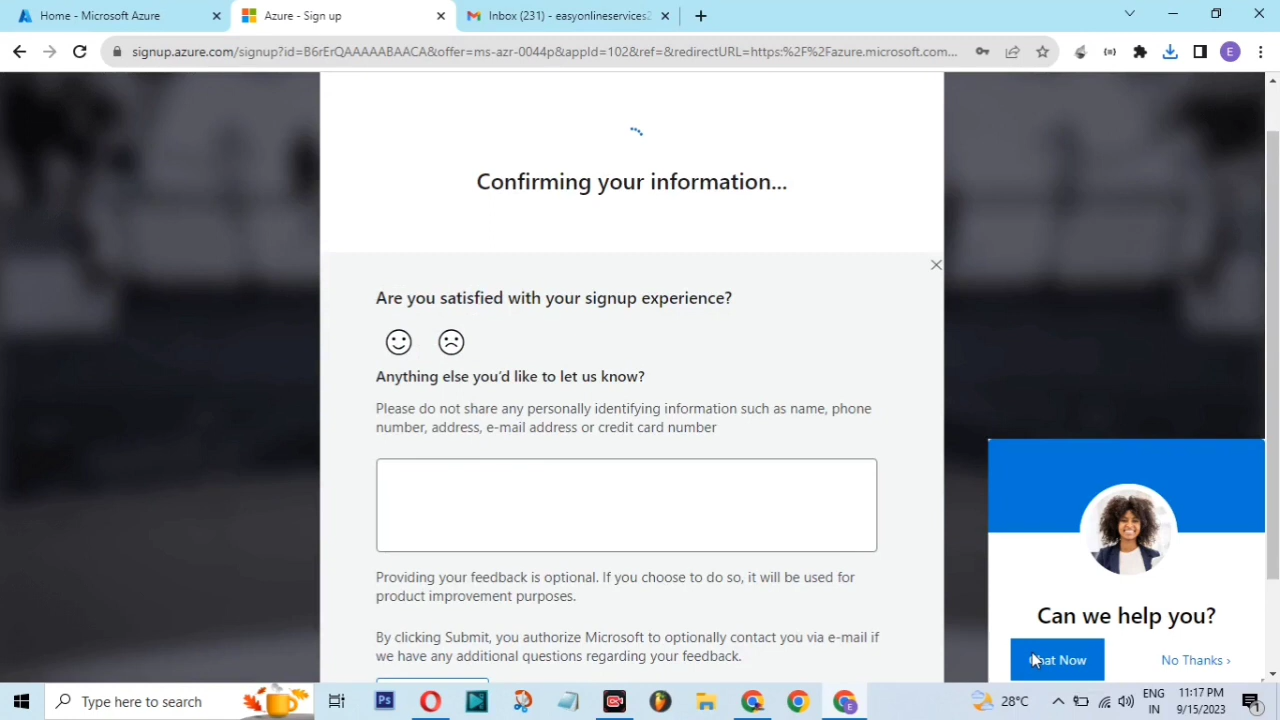 Home - Microsoft Azure
Azure - Sign up
Inbox (231) - easyonlineservices2
signup.azure.com/signup?id=B6rErQAAAAABAACA&offer=ms-azr-0044p&appId=102&ref=&redirectURL=https:%2F%2Fazure.microsoft.com...
E
Confirming your information...
Are you satisfied with your signup experience?
Anything else you'd like to let us know?
Please do not share any personally identifying information such as name, phone
number, address, e-mail address or credit card number
Providing your feedback is optional. If you choose to do so, it will be used for
product improvement purposes.
By clicking Submit, you authorize Microsoft to optionally contact you via e-mail if
we have any additional questions regarding your feedback.
Can we help you?
Chat Now
No Thanks ›
Type here to search
Ps
E
28°C
ENG
IN
11:17 PM
9/15/2023
1